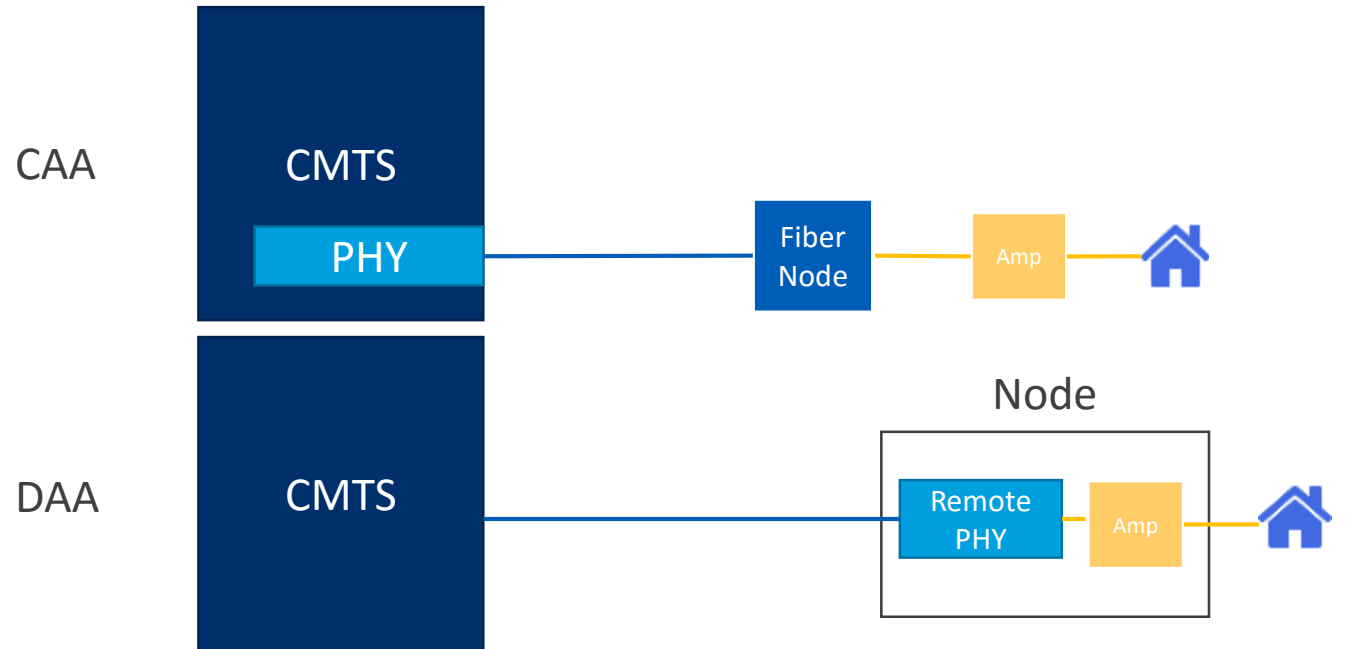 CAA
CMTS
PHY
Fiber
Node
Amp
Node
DAA
CMTS
Remote
PHY
Amp